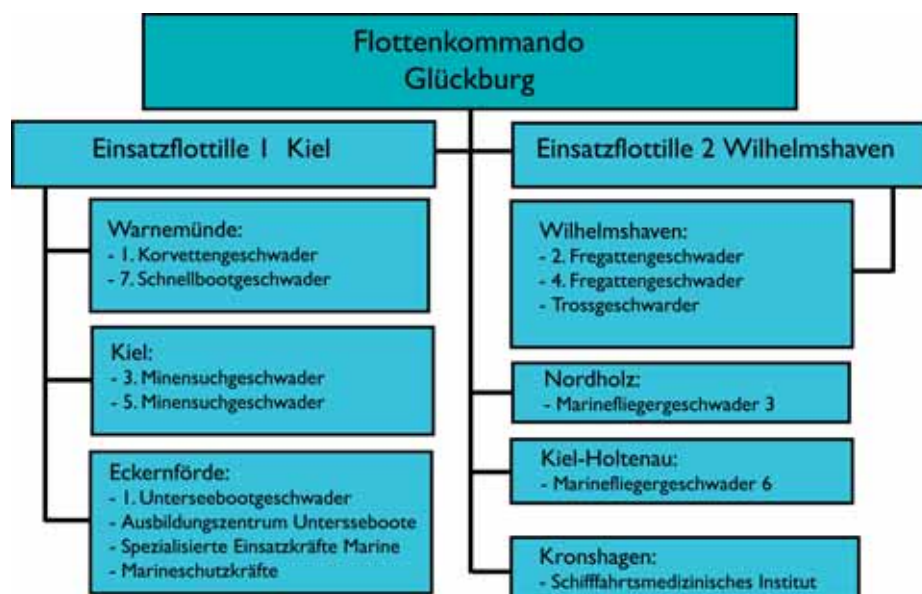 Flottenkommando
Glückburg
Einsatzflottille 1 Kiel
Einsatzflottille 2 Wilhelmshaven
Warnemünde:
- 1. Korvettengeschwader
- 7. Schnellbootgeschwader
Kiel:
- 3. Minensuchgeschwader
- 5. Minensuchgeschwader
Eckernförde:
- 1. Unterseebootgeschwader
- Ausbildungszentrum Untersseboote
- Spezialisierte Einsatzkräfte Marine
- Marineschutzkräfte
Wilhelmshaven:
- 2. Fregattengeschwader
- 4. Fregattengeschwader
- Trossgeschwarder
Nordholz:
- Marinefliegergeschwader 3
Kiel-Holtenau:
- Marinefliegergeschwader 6
Kronshagen:
- Schifffahrtsmedizinisches Institut